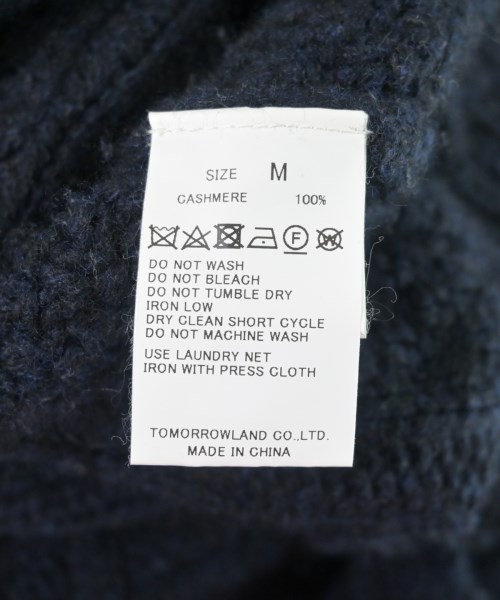 SIZE M
CASHMERE 100%
F W
DO NOT WASH
DO NOT BLEACH
DO NOT TUMBLE DRY
IRON LOW
DRY CLEAN SHORT CYCLE
DO NOT MACHINE WASH
USE LAUNDRY NET
IRON WITH PRESS CLOTH
TOMORROWLAND CO.,LTD.
MADE IN CHINA